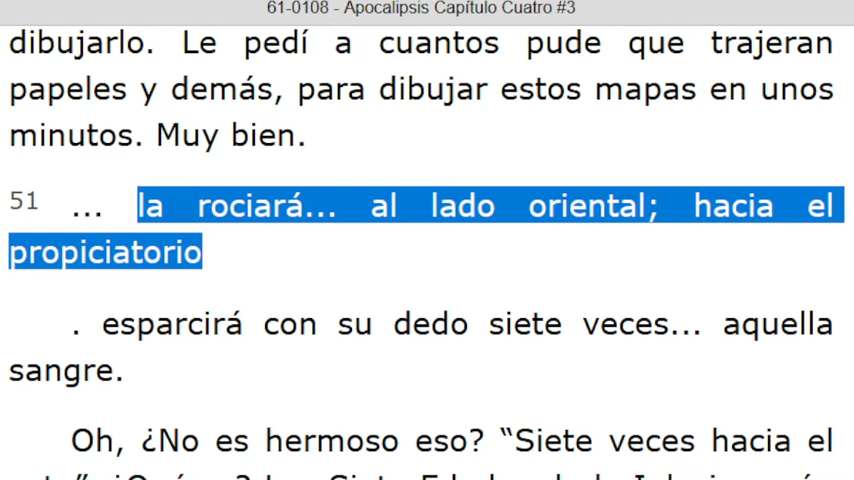 61-0108 - Apocalipsis Capítulo Cuatro #3
dibujarlo. Le pedí a cuantos pude que trajeran
papeles y demás, para dibujar estos mapas en unos
minutos. Muy bien.
51 ... la rociará... al lado oriental; hacia el
propiciatorio
. esparcirá con su dedo siete veces... aquella
sangre.
Oh, ¿No es hermoso eso? “Siete veces hacia el